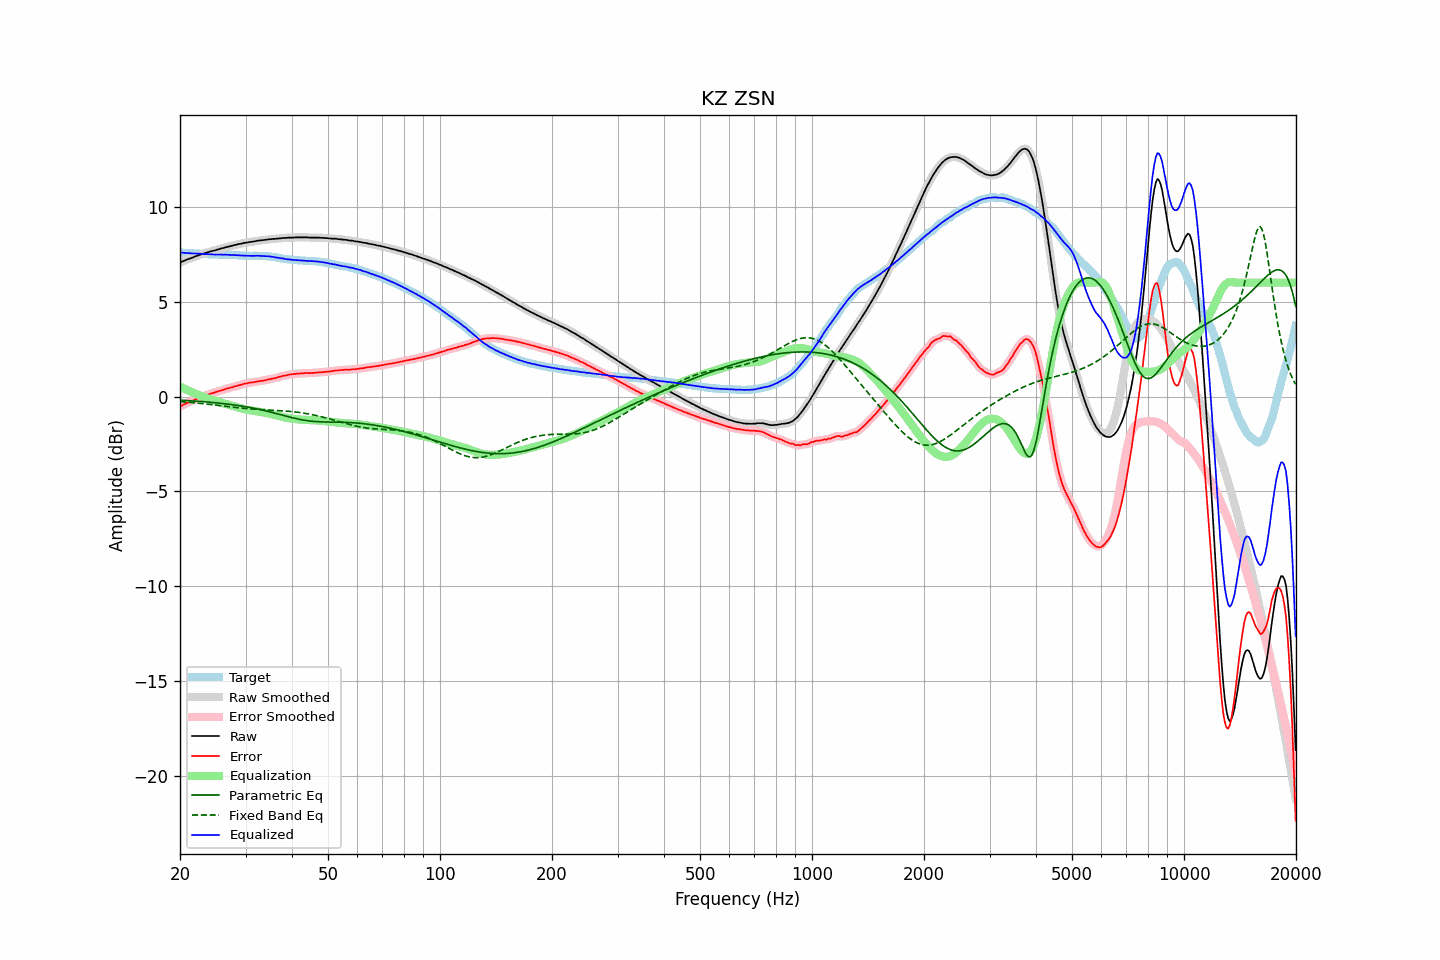 KZ ZSN
10
5
0
−5
−10
−15
−20
Amplitude (dBr)
Target
Raw Smoothed
Error Smoothed
Raw
Error
Equalization
Parametric Eq
Fixed Band Eq
Equalized
20 50 100 200 500 1000 2000 5000 10000 20000
Frequency (Hz)